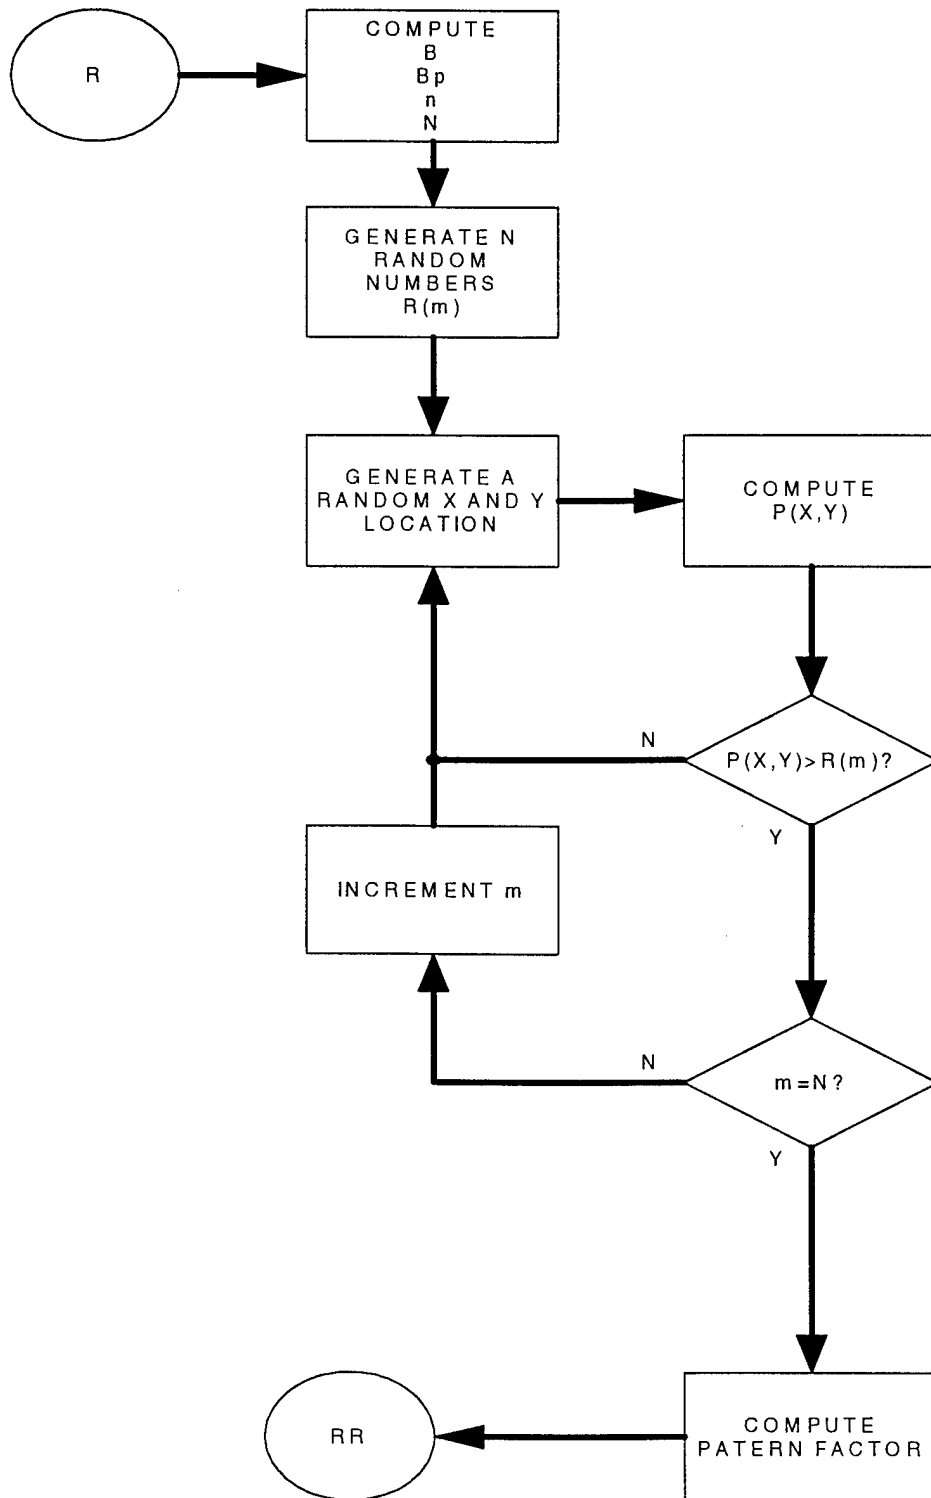 R
COMPUTE
B
Bp
n
N
GENERATE N
RANDOM
NUMBERS
R(m)
GENERATE A
RANDOM X AND Y
LOCATION
COMPUTE
P(X,Y)
N
P(X,Y)>R(m)?
Y
INCREMENT m
N
m=N?
Y
RR
COMPUTE
PATERN FACTOR